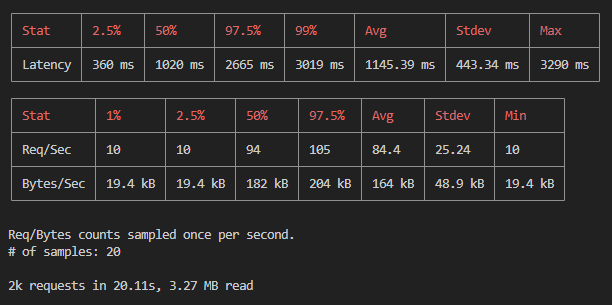 Stat 2.5% 50% 97.5% 99% Avg Stdev Max
Latency 360 ms 1020 ms 2665 ms 3019 ms 1145.39 ms 443.34 ms 3290 ms
Stat 1% 2.5% 50% 97.5% Avg Stdev Min
Req/Sec 10 10 94 105 84.4 25.24 10
Bytes/Sec 19.4 kB 19.4 kB 182 kB 204 kB 164 kB 48.9 kB 19.4 kB
Req/Bytes counts sampled once per second.
# of samples: 20
2k requests in 20.11s, 3.27 MB read